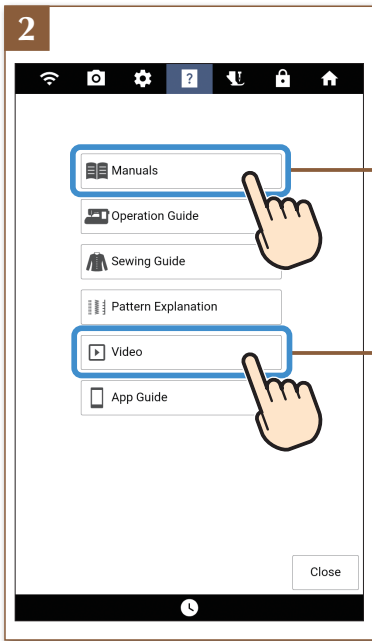 2
?
Manuals
Operation Guide
Sewing Guide
Pattern Explanation
Video
App Guide
Close